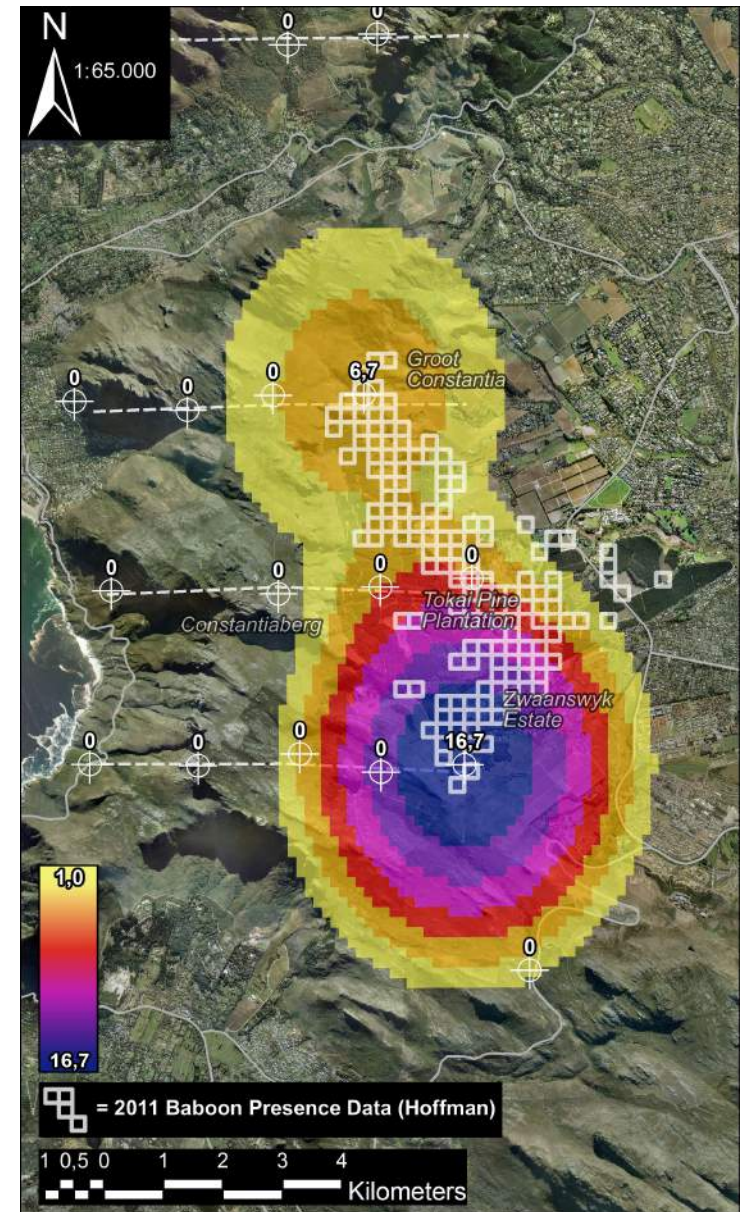 N
1:65.000
0
0
0
0
0
6,7
Groot
Constantia
0
0
0
0
Tokai Pine
Plantation
Constantiaberg
Zwaanswyk
Estate
0
0
0
0
16,7
0
1,0
16,7
= 2011 Baboon Presence Data (Hoffman)
1 0,5 0 1 2 3 4
Kilometers